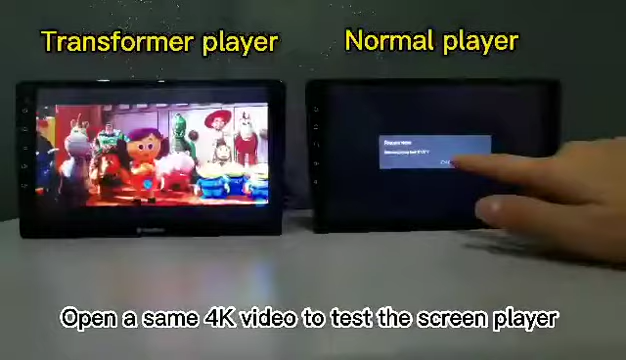 Transformer player
Normal player
Open a same 4K video to test the screen player